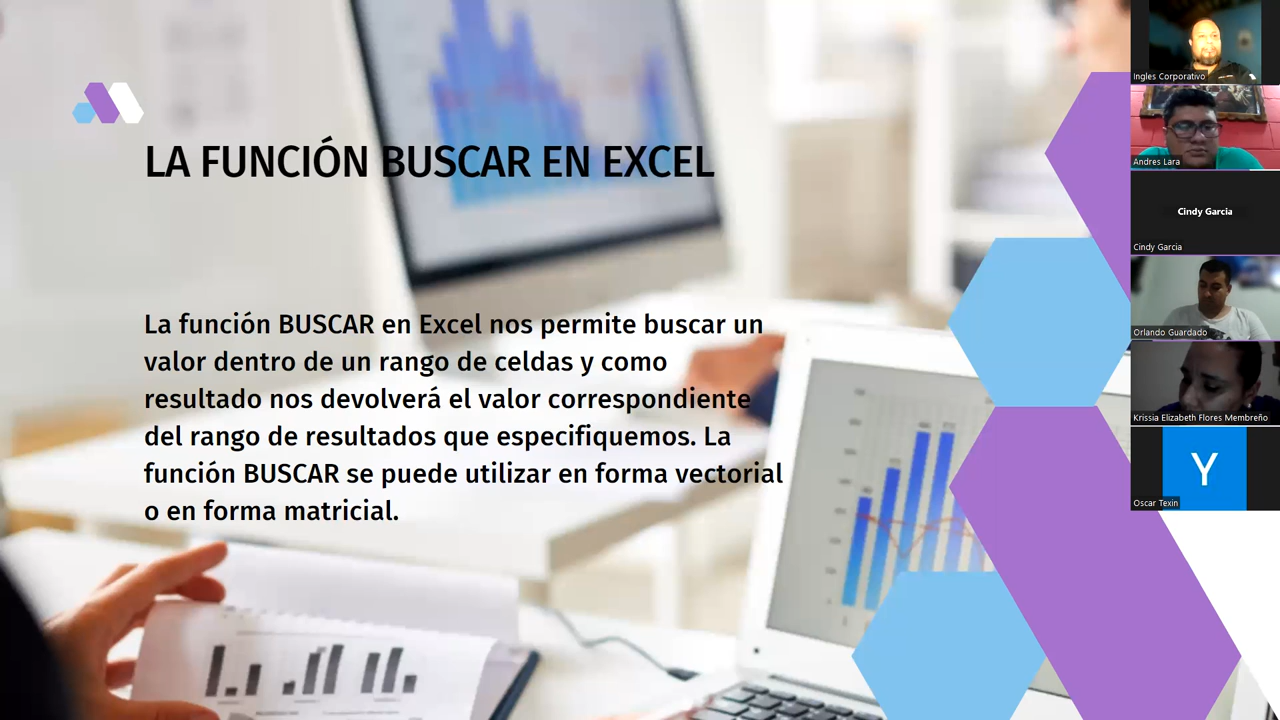 LA FUNCIÓN BUSCAR EN EXCEL
La función BUSCAR en Excel nos permite buscar un
valor dentro de un rango de celdas y como
resultado nos devolverá el valor correspondiente
del rango de resultados que especifiquemos. La
función BUSCAR se puede utilizar en forma vectorial
o en forma matricial.
Ingles Corporativo
Andres Lara
Cindy Garcia
Cindy Garcia
Orlando Guardado
Krissia Elizabeth Flores Membreño
Y
Oscar Texin